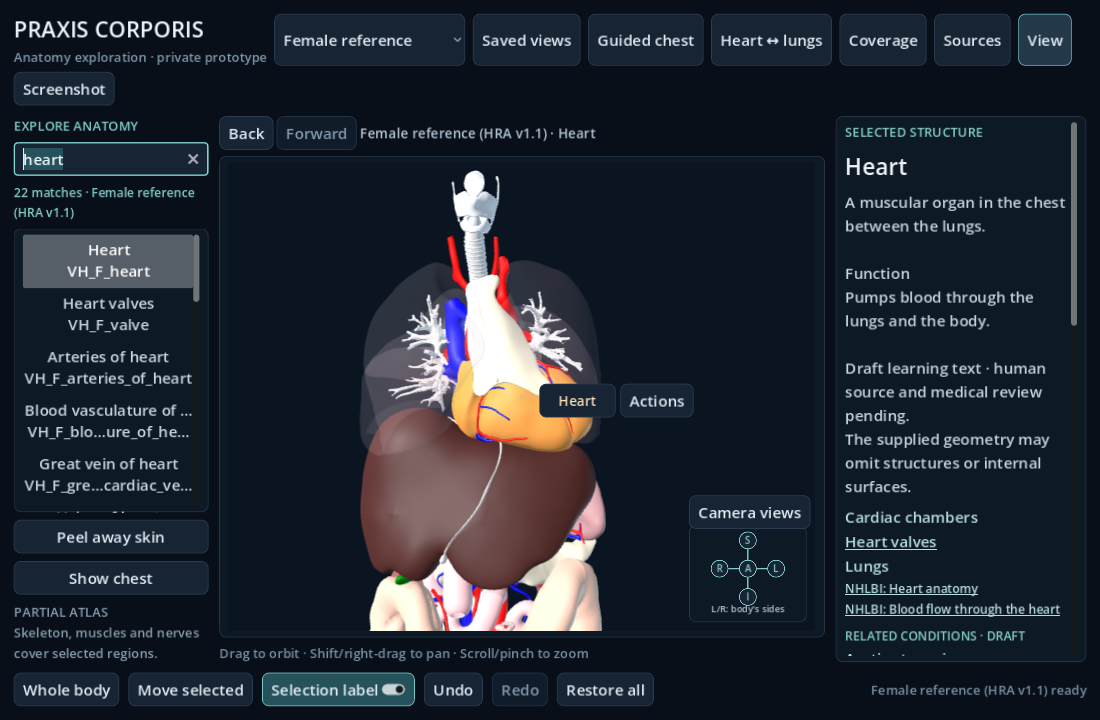 PRAXIS CORPORIS
Anatomy exploration · private prototype
Female reference
Saved views
Guided chest
Heart ↔ lungs
Coverage
Sources
View
Screenshot
EXPLORE ANATOMY
heart
22 matches · Female reference
(HRA v1.1)
Heart
VH_F_heart
Heart valves
VH_F_valve
Arteries of heart
VH_F_arteries_of_heart
Blood vasculature of ...
VH_F_blo...ure_of_he...
Great vein of heart
VH_F_gre...cardiac_ve...
Peel away skin
Show chest
PARTIAL ATLAS
Skeleton, muscles and nerves
cover selected regions.
Back
Forward
Female reference (HRA v1.1) · Heart
Heart
Actions
Camera views
S
R
A
L
I
L/R: body's sides
Drag to orbit · Shift/right-drag to pan · Scroll/pinch to zoom
SELECTED STRUCTURE
Heart
A muscular organ in the chest
between the lungs.
Function
Pumps blood through the
lungs and the body.
Draft learning text · human
source and medical review
pending.
The supplied geometry may
omit structures or internal
surfaces.
Cardiac chambers
Heart valves
Lungs
NHLBI: Heart anatomy
NHLBI: Blood flow through the heart
RELATED CONDITIONS · DRAFT
Whole body
Move selected
Selection label
Undo
Redo
Restore all
Female reference (HRA v1.1) ready